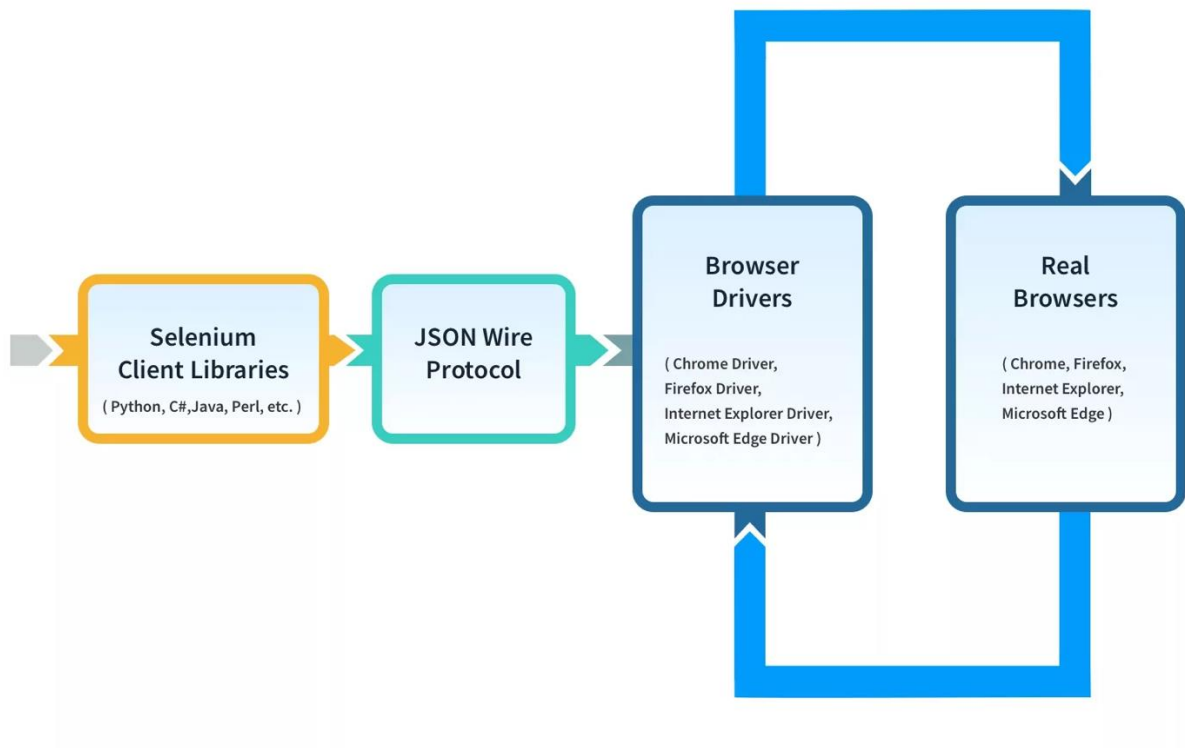 Selenium
Client Libraries
( Python, C#,Java, Perl, etc. )
JSON Wire
Protocol
Browser
Drivers
( Chrome Driver,
Firefox Driver,
Internet Explorer Driver,
Microsoft Edge Driver )
Real
Browsers
( Chrome, Firefox,
Internet Explorer,
Microsoft Edge )